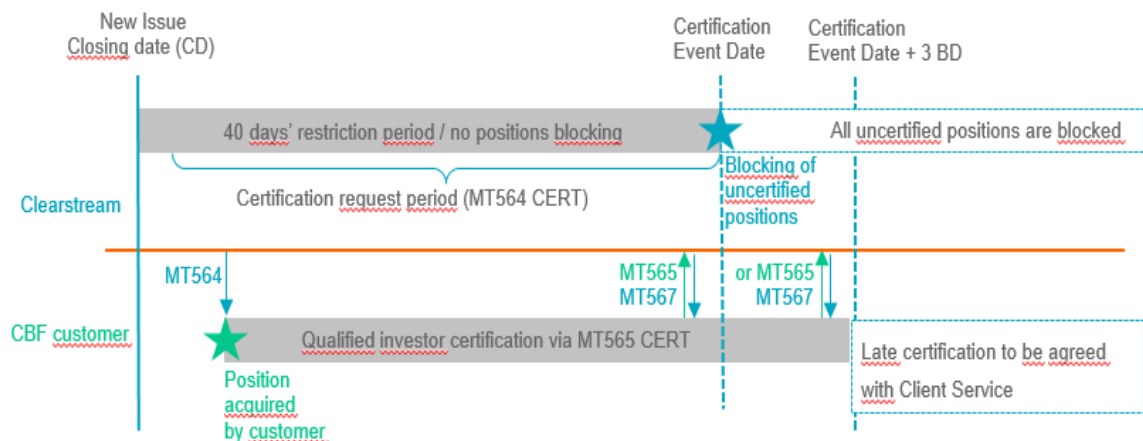 New Issue
Closing date (CD)
Certification
Event Date
Certification
Event Date + 3 BD
40 days' restriction period / no positions blocking
All uncertified positions are blocked
Certification request period (MT564 CERT)
Blocking of
uncertified
positions
Clearstream
MT564
MT565
MT567
or MT565
MT567
CBF customer
Qualified investor certification via MT565 CERT
Late certification to be agreed
with Client Service
Position
acquired
by customer